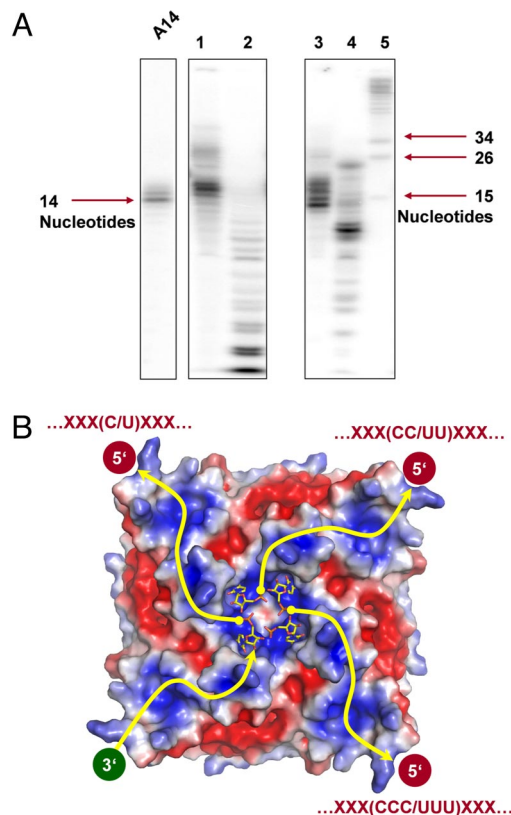 A
A14
1 2 3 4 5
34
26
14
15
Nucleotides
Nucleotides
B
...XXX(C/U)XXX...
...XXX(CC/UU)XXX...
5‘
5‘
3‘
5‘
...XXX(CCC/UUU)XXX...